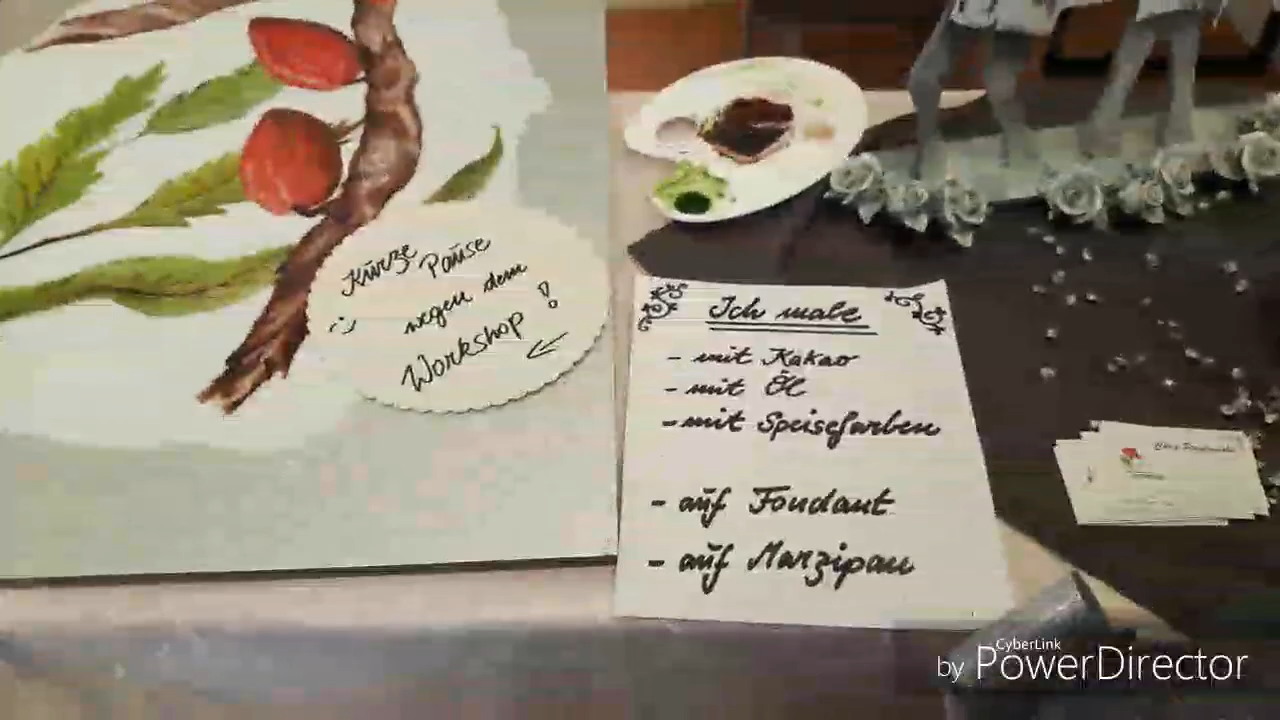 Kurze
Pause
wegen dem
Workshop !
:)
Ich male
- mit Kakao
- mit Öl
- mit Speisefarben
- auf Fondant
- auf Marzipan
CyberLink
by PowerDirector